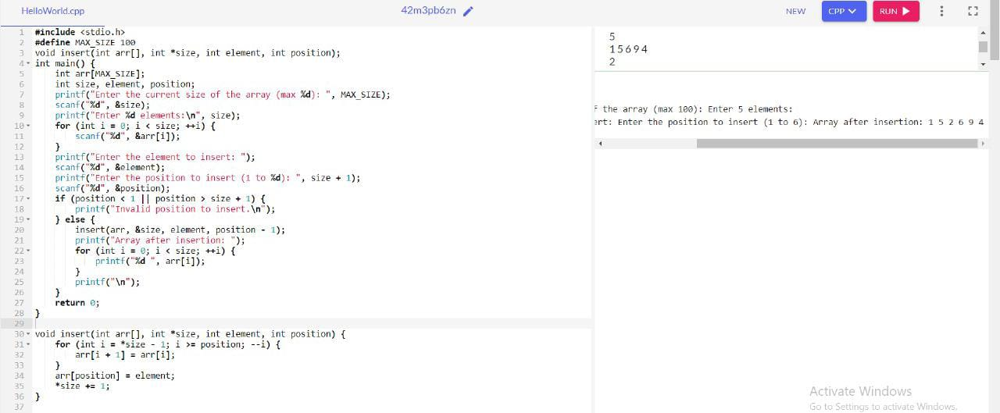 HelloWorld.cpp
42m3pb6zn
NEW
CPP
RUN
1 #include <stdio.h>
2 #define MAX_SIZE 100
3 void insert(int arr[], int *size, int element, int position);
4 int main() {
5 int arr[MAX_SIZE];
6 int size, element, position;
7 printf("Enter the current size of the array (max %d): ", MAX_SIZE);
8 scanf("%d", &size);
9 printf("Enter %d elements:\n", size);
10 for (int i = 0; i < size; ++i) {
11 scanf("%d", &arr[i]);
12 }
13 printf("Enter the element to insert: ");
14 scanf("%d", &element);
15 printf("Enter the position to insert (1 to %d): ", size + 1);
16 scanf("%d", &position);
17 if (position < 1 || position > size + 1) {
18 printf("Invalid position to insert.\n");
19 } else {
20 insert(arr, &size, element, position - 1);
21 printf("Array after insertion: ");
22 for (int i = 0; i < size; ++i) {
23 printf("%d ", arr[i]);
24 }
25 printf("\n");
26 }
27 return 0;
28 }
29
30 void insert(int arr[], int *size, int element, int position) {
31 for (int i = *size - 1; i >= position; --i) {
32 arr[i + 1] = arr[i];
33 }
34 arr[position] = element;
35 *size += 1;
36 }
37
5
1 5 6 9 4
2
f the array (max 100): Enter 5 elements:
ert: Enter the position to insert (1 to 6): Array after insertion: 1 5 2 6 9 4
Activate Windows
Go to Settings to activate Windows.